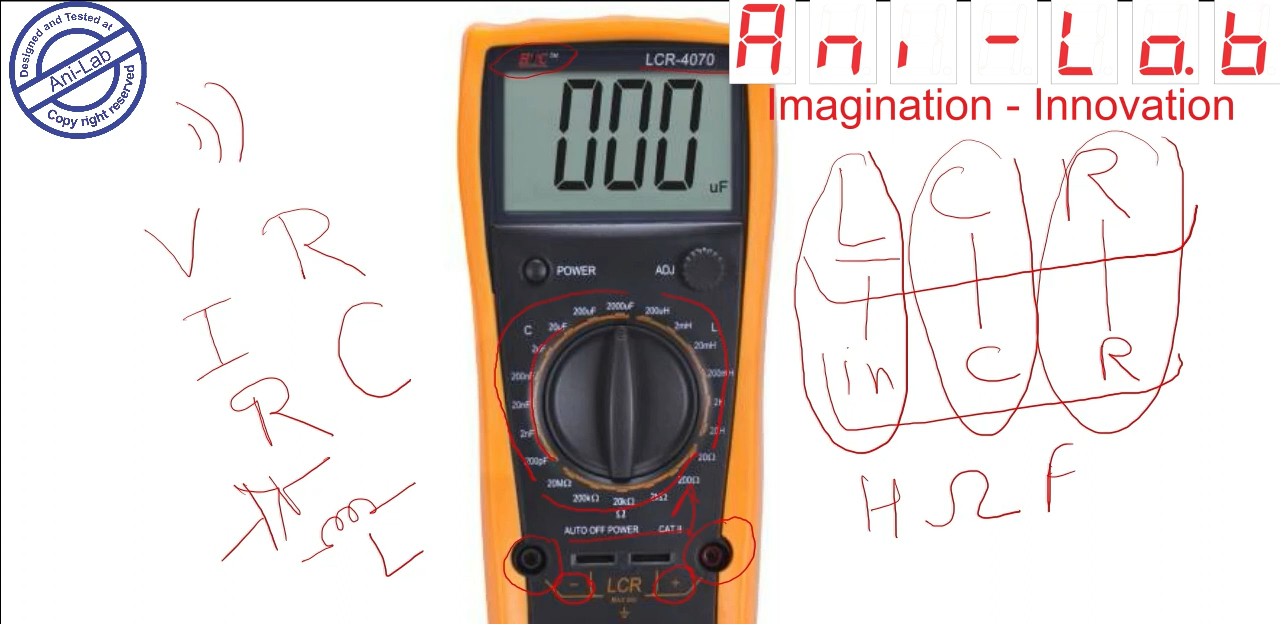 Designed and Tested at
Ani-Lab
Copy right reserved
Ani-Lab
Imagination - Innovation
LCR-4070
000
uF
POWER
ADJ
C
L
200uF
2000uF
200uH
20uF
2mH
2uF
20mH
200nF
200mH
20nF
2H
2nF
20H
200pF
20Ω
20MΩ
200Ω
200kΩ
20kΩ
2kΩ
Ω
AUTO OFF POWER
CAT II
- LCR +
V R
I C
R
L
L C R
lin C R
H Ω F